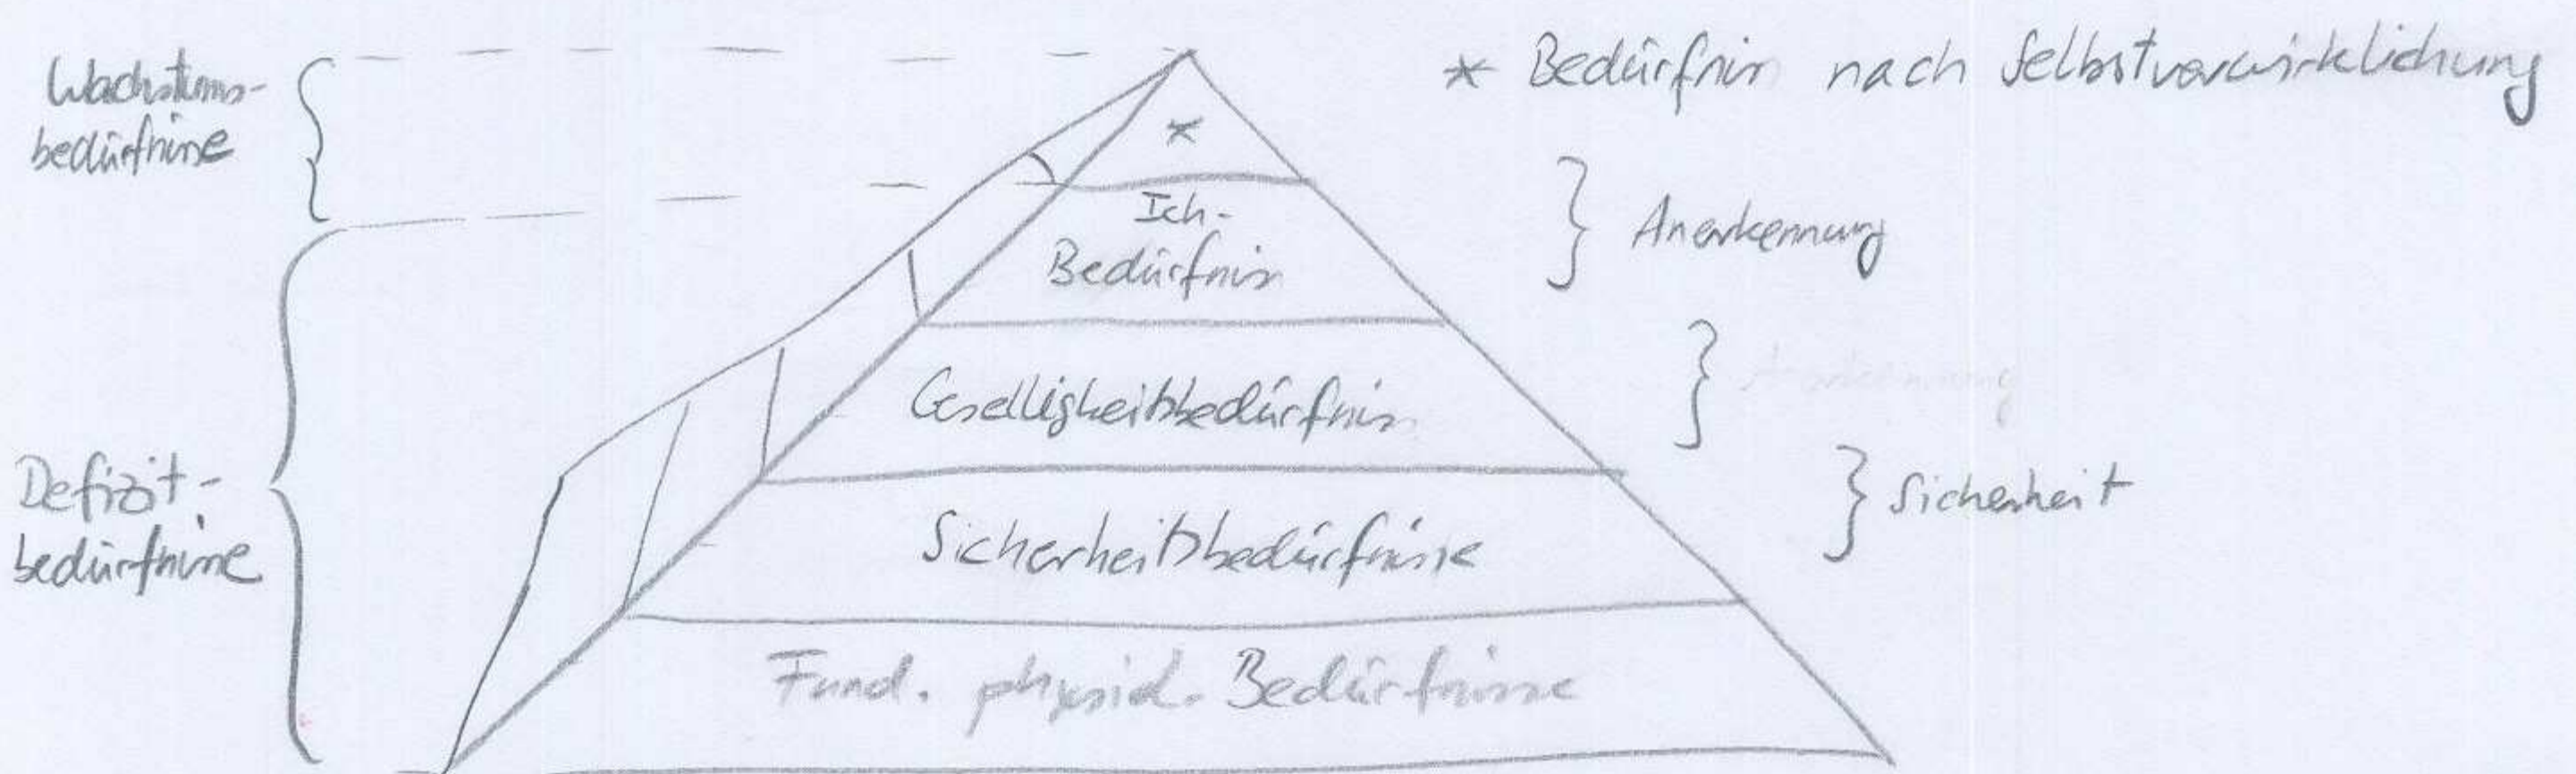 Wachstums-
bedürfnisse
* Bedürfnis nach Selbstverwirklichung
*
Ich-
Bedürfnis
} Anerkennung
Geselligkeitsbedürfnis
Defizit-
bedürfnisse
Sicherheitsbedürfnisse
} Sicherheit
Fund. physiol. Bedürfnisse